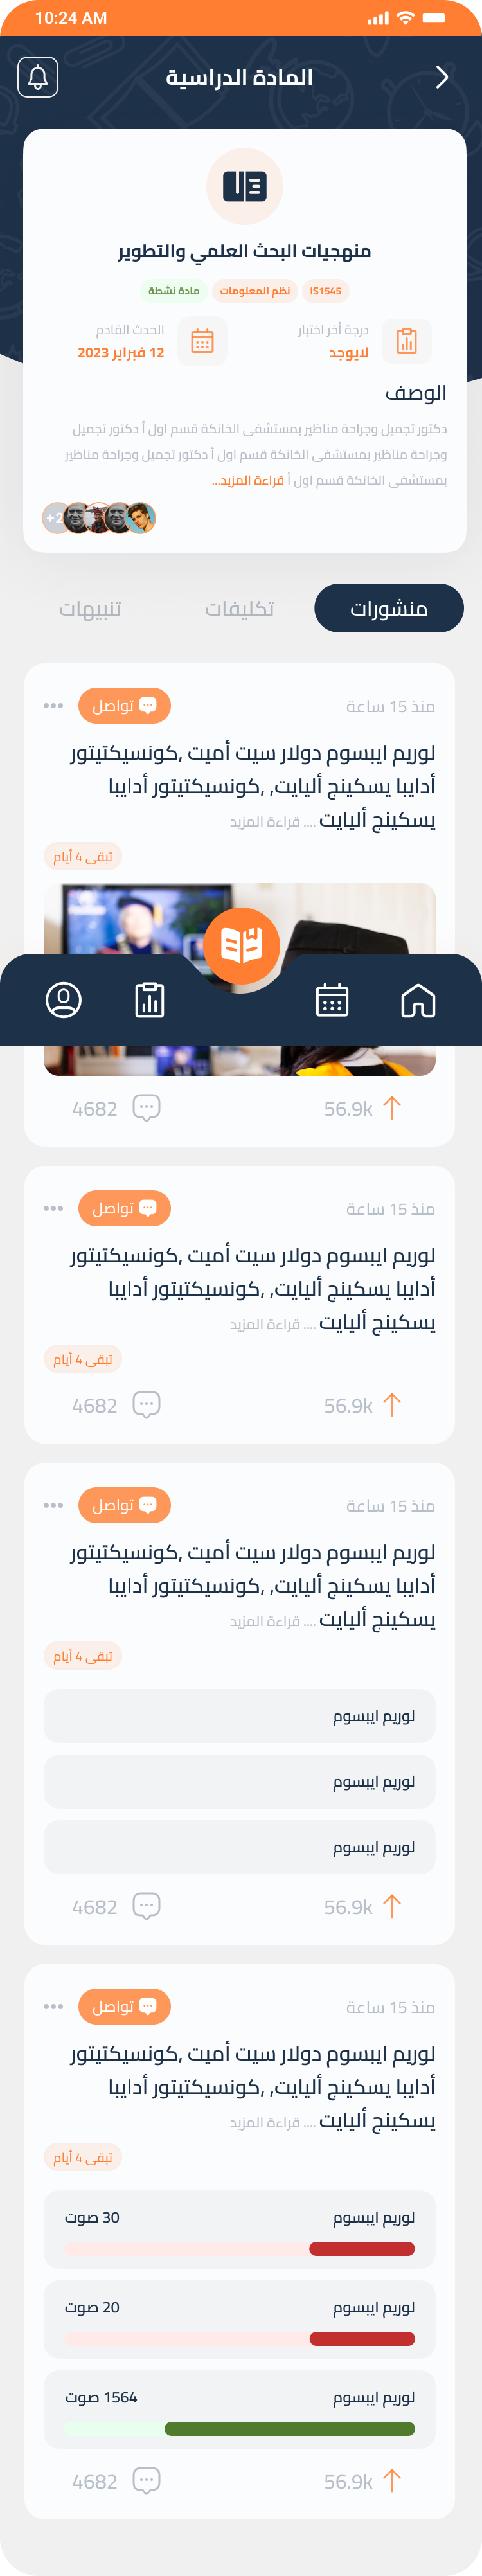 10:24 AM
المادة الدراسية
منهجيات البحث العلمي والتطوير
IS1545
نظم المعلومات
مادة نشطة
درجة أخر اختبار
لايوجد
الحدث القادم
12 فبراير 2023
الوصف
دكتور تجميل وجراحة مناظير بمستشفى الخانكة قسم اول أ دكتور تجميل
وجراحة مناظير بمستشفى الخانكة قسم اول أ دكتور تجميل وجراحة مناظير
بمستشفى الخانكة قسم اول أ قراءة المزيد...
+2
منشورات
تكليفات
تنبيهات
منذ 15 ساعة
تواصل
لوريم ايبسوم دولار سيت أميت ,كونسيكتيتور
أدايبا يسكينج أليايت, ,كونسيكتيتور أدايبا
يسكينج أليايت .... قراءة المزيد
تبقى 4 أيام
56.9k
4682
منذ 15 ساعة
تواصل
لوريم ايبسوم دولار سيت أميت ,كونسيكتيتور
أدايبا يسكينج أليايت, ,كونسيكتيتور أدايبا
يسكينج أليايت .... قراءة المزيد
تبقى 4 أيام
56.9k
4682
منذ 15 ساعة
تواصل
لوريم ايبسوم دولار سيت أميت ,كونسيكتيتور
أدايبا يسكينج أليايت, ,كونسيكتيتور أدايبا
يسكينج أليايت .... قراءة المزيد
تبقى 4 أيام
لوريم ايبسوم
لوريم ايبسوم
لوريم ايبسوم
56.9k
4682
منذ 15 ساعة
تواصل
لوريم ايبسوم دولار سيت أميت ,كونسيكتيتور
أدايبا يسكينج أليايت, ,كونسيكتيتور أدايبا
يسكينج أليايت .... قراءة المزيد
تبقى 4 أيام
لوريم ايبسوم
30 صوت
لوريم ايبسوم
20 صوت
لوريم ايبسوم
1564 صوت
56.9k
4682